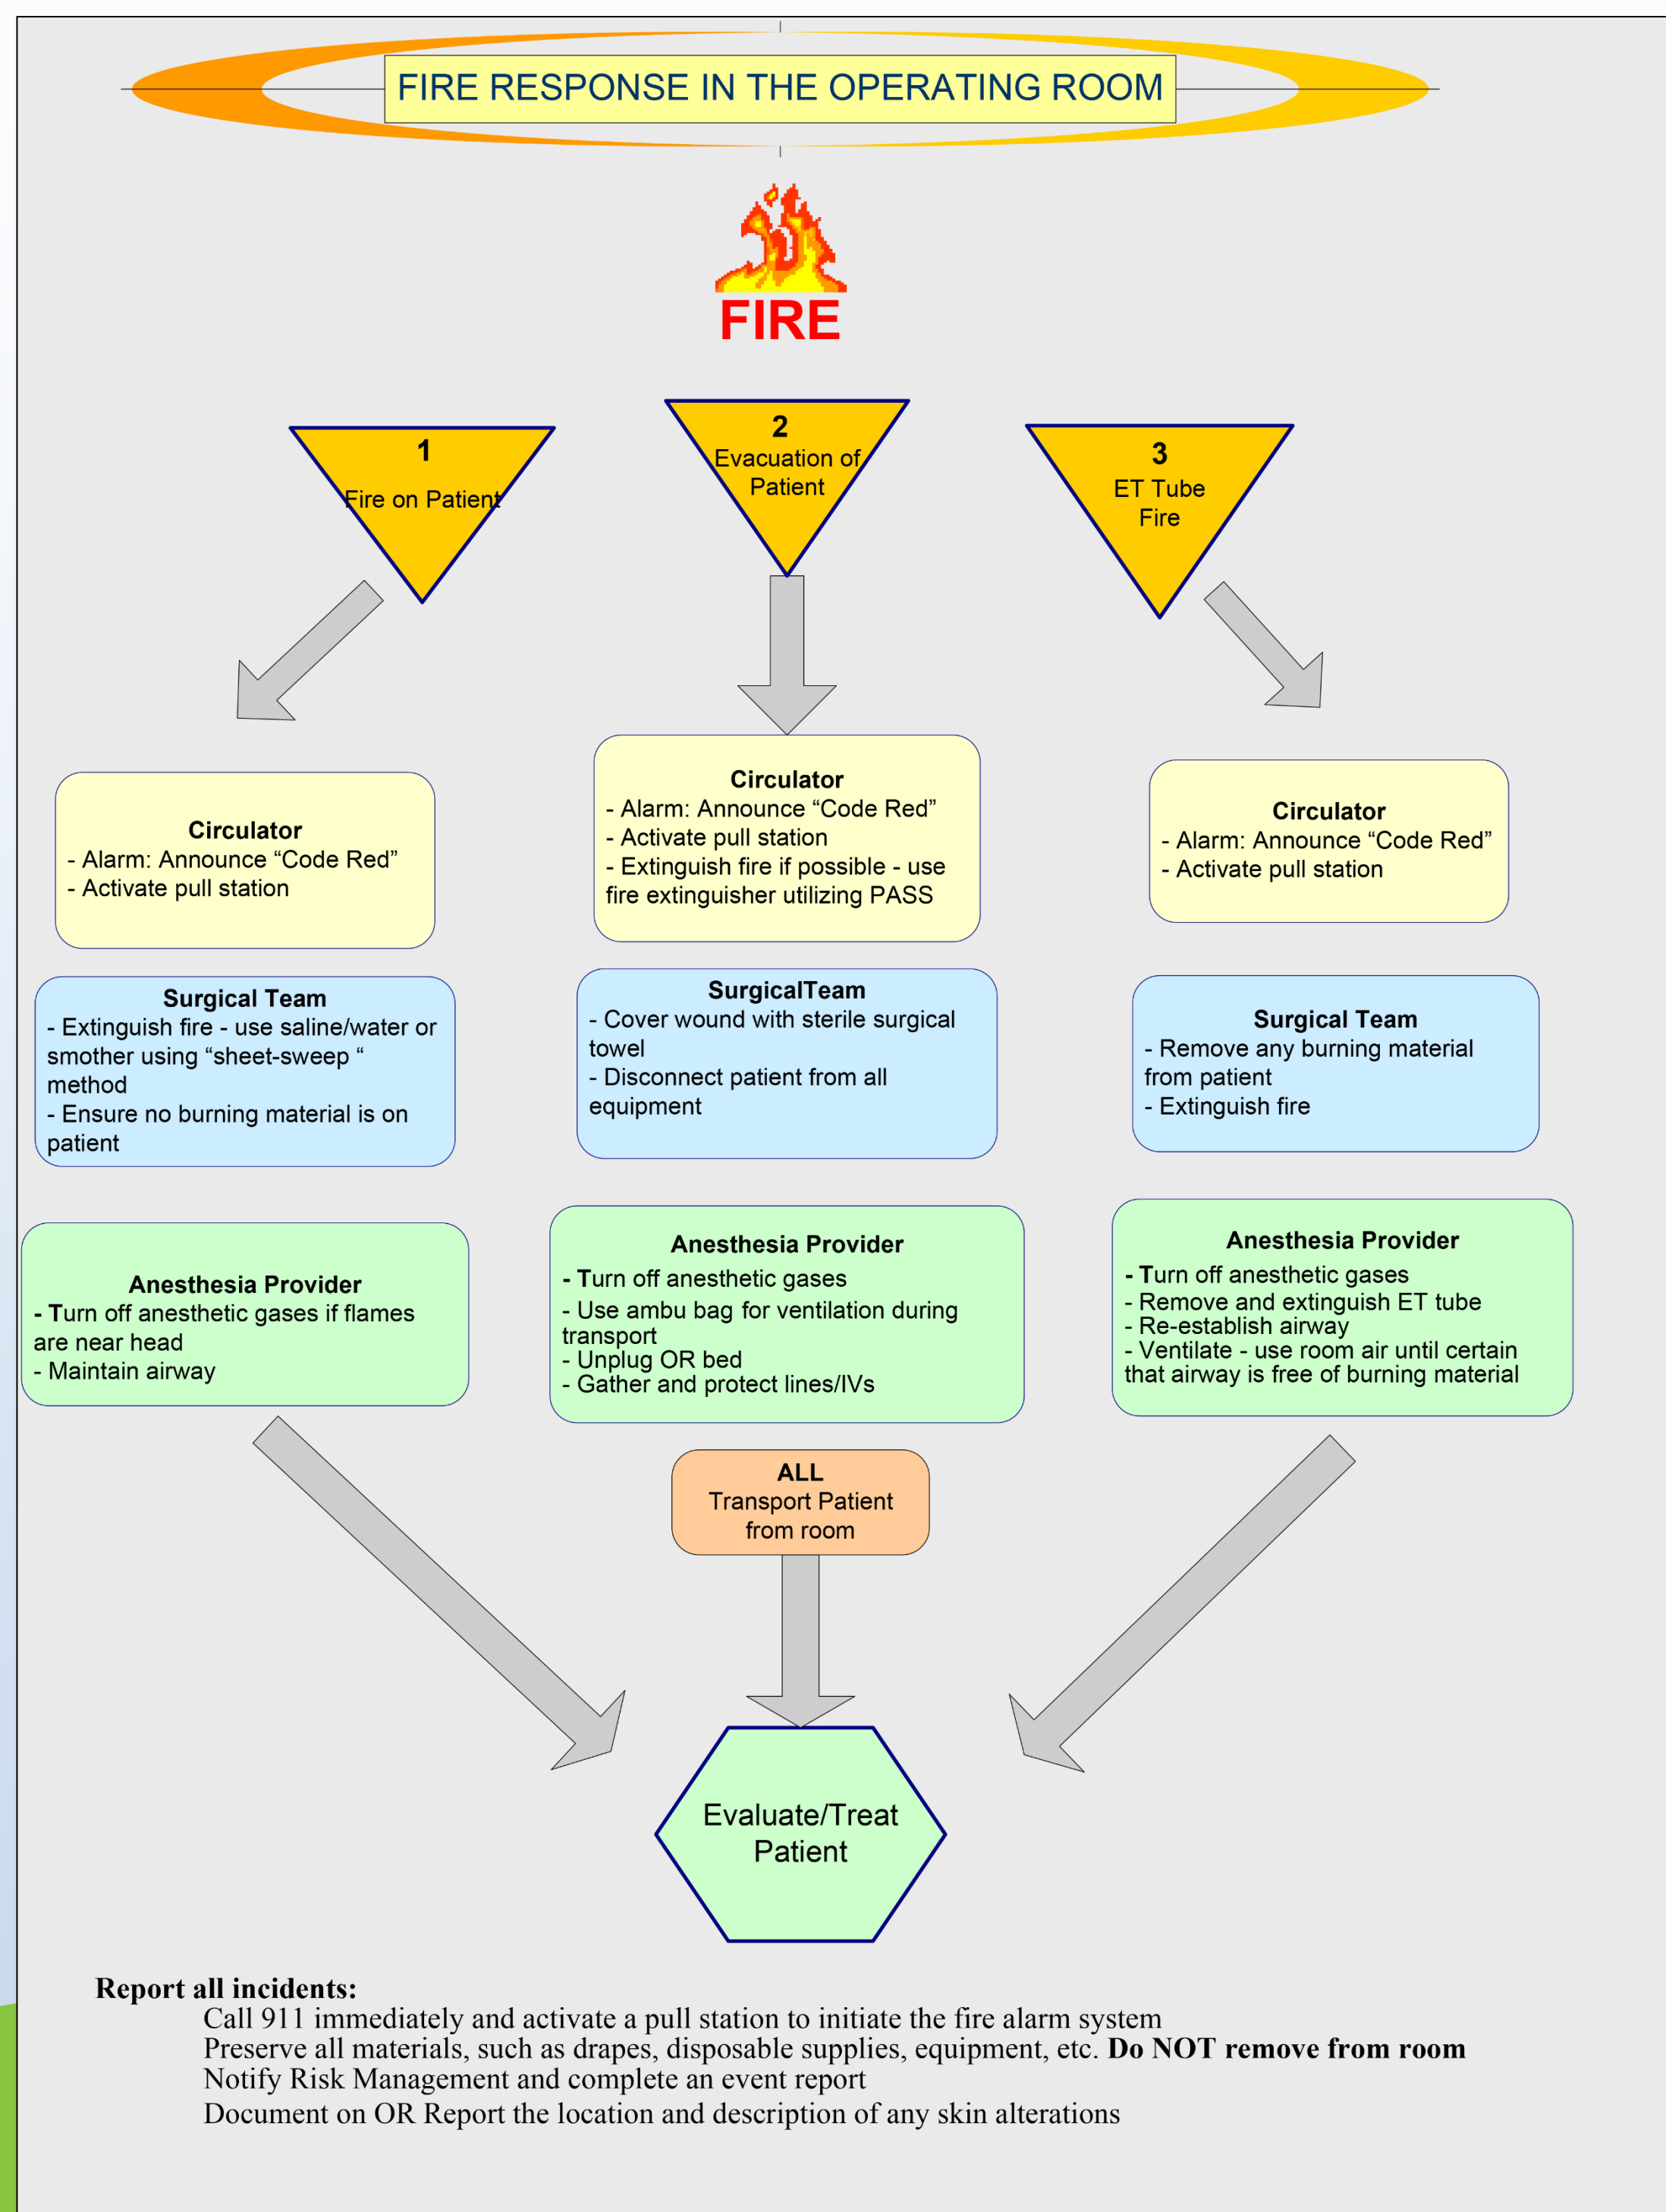 FIRE RESPONSE IN THE OPERATING ROOM
FIRE
1
Fire on Patient
2
Evacuation of
Patient
3
ET Tube
Fire
Circulator
- Alarm: Announce “Code Red”
- Activate pull station
Surgical Team
- Extinguish fire - use saline/water or
smother using “sheet-sweep “
method
- Ensure no burning material is on
patient
Anesthesia Provider
- Turn off anesthetic gases if flames
are near head
- Maintain airway
Circulator
- Alarm: Announce “Code Red”
- Activate pull station
- Extinguish fire if possible - use
fire extinguisher utilizing PASS
SurgicalTeam
- Cover wound with sterile surgical
towel
- Disconnect patient from all
equipment
Anesthesia Provider
- Turn off anesthetic gases
- Use ambu bag for ventilation during
transport
- Unplug OR bed
- Gather and protect lines/IVs
ALL
Transport Patient
from room
Circulator
- Alarm: Announce “Code Red”
- Activate pull station
Surgical Team
- Remove any burning material
from patient
- Extinguish fire
Anesthesia Provider
- Turn off anesthetic gases
- Remove and extinguish ET tube
- Re-establish airway
- Ventilate - use room air until certain
that airway is free of burning material
Evaluate/Treat
Patient
Report all incidents:
Call 911 immediately and activate a pull station to initiate the fire alarm system
Preserve all materials, such as drapes, disposable supplies, equipment, etc. Do NOT remove from room
Notify Risk Management and complete an event report
Document on OR Report the location and description of any skin alterations